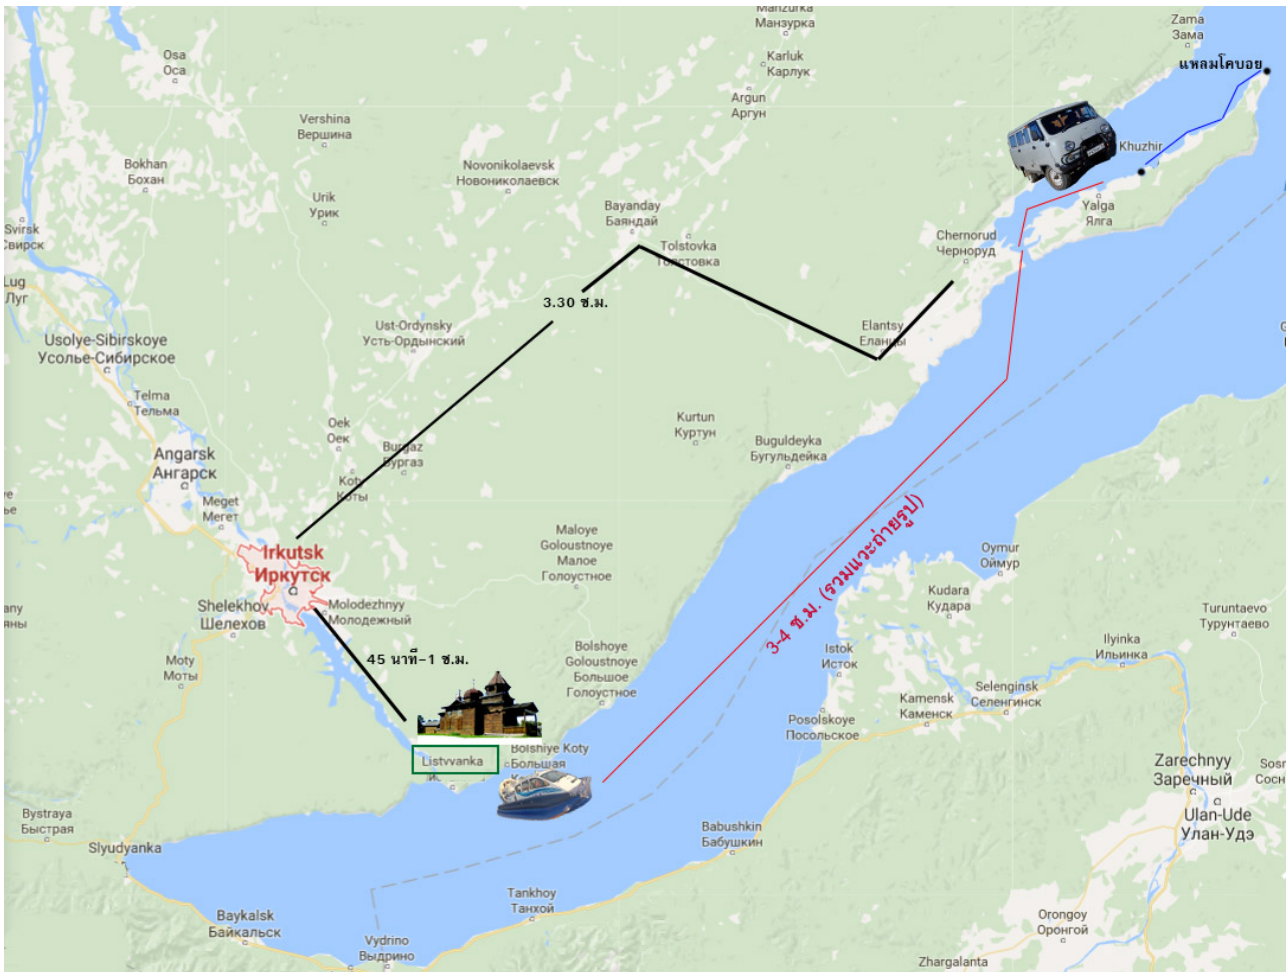 Manzurka
Манзурка
Zama
Зама
Osa
Оса
Karluk
Карлук
แหลมโคบอย
Argun
Аргун
Vershina
Вершина
Khuzhir
Bokhan
Бохан
Novonikolaevsk
Новониколаевск
Urik
Урик
Bayanday
Баяндай
Yalga
Ялга
Svirsk
Свирск
Tolstovka
Толстовка
Chernorud
Черноруд
Lug
Луг
3.30 ช.ม.
Ust-Ordynsky
Усть-Ордынский
Elantsy
Еланцы
Usolye-Sibirskoye
Усолье-Сибирское
Telma
Тельма
Oek
Оек
Kurtun
Куртун
Burgaz
Бургаз
Buguldeyka
Бугульдейка
Angarsk
Ангарск
Koty
Коты
Meget
Мегет
Maloye
Goloustnoye
Малое
Голоустное
Irkutsk
Иркутск
Oymur
Оймур
Shelekhov
Шелехов
Molodezhnyy
Молодежный
Kudara
Кудара
Turuntaevo
Турунтаево
3-4 ช.ม. (รวมแวะถ่ายรูป)
45 นาที-1 ช.ม.
Moty
Моты
Bolshoye
Goloustnoye
Большое
Голоустное
Istok
Исток
Ilyinka
Ильинка
Kamensk
Каменск
Selenginsk
Селенгинск
Posolskoye
Посольское
Listvyanka
Bolshiye Koty
Большая
Zarechnyy
Заречный
Ulan-Ude
Улан-Удэ
Bystraya
Быстрая
Slyudyanka
Babushkin
Бабушкин
Tankhoy
Танхой
Baykalsk
Байкальск
Vydrino
Выдрино
Orongoy
Оронгой
Zhargalanta